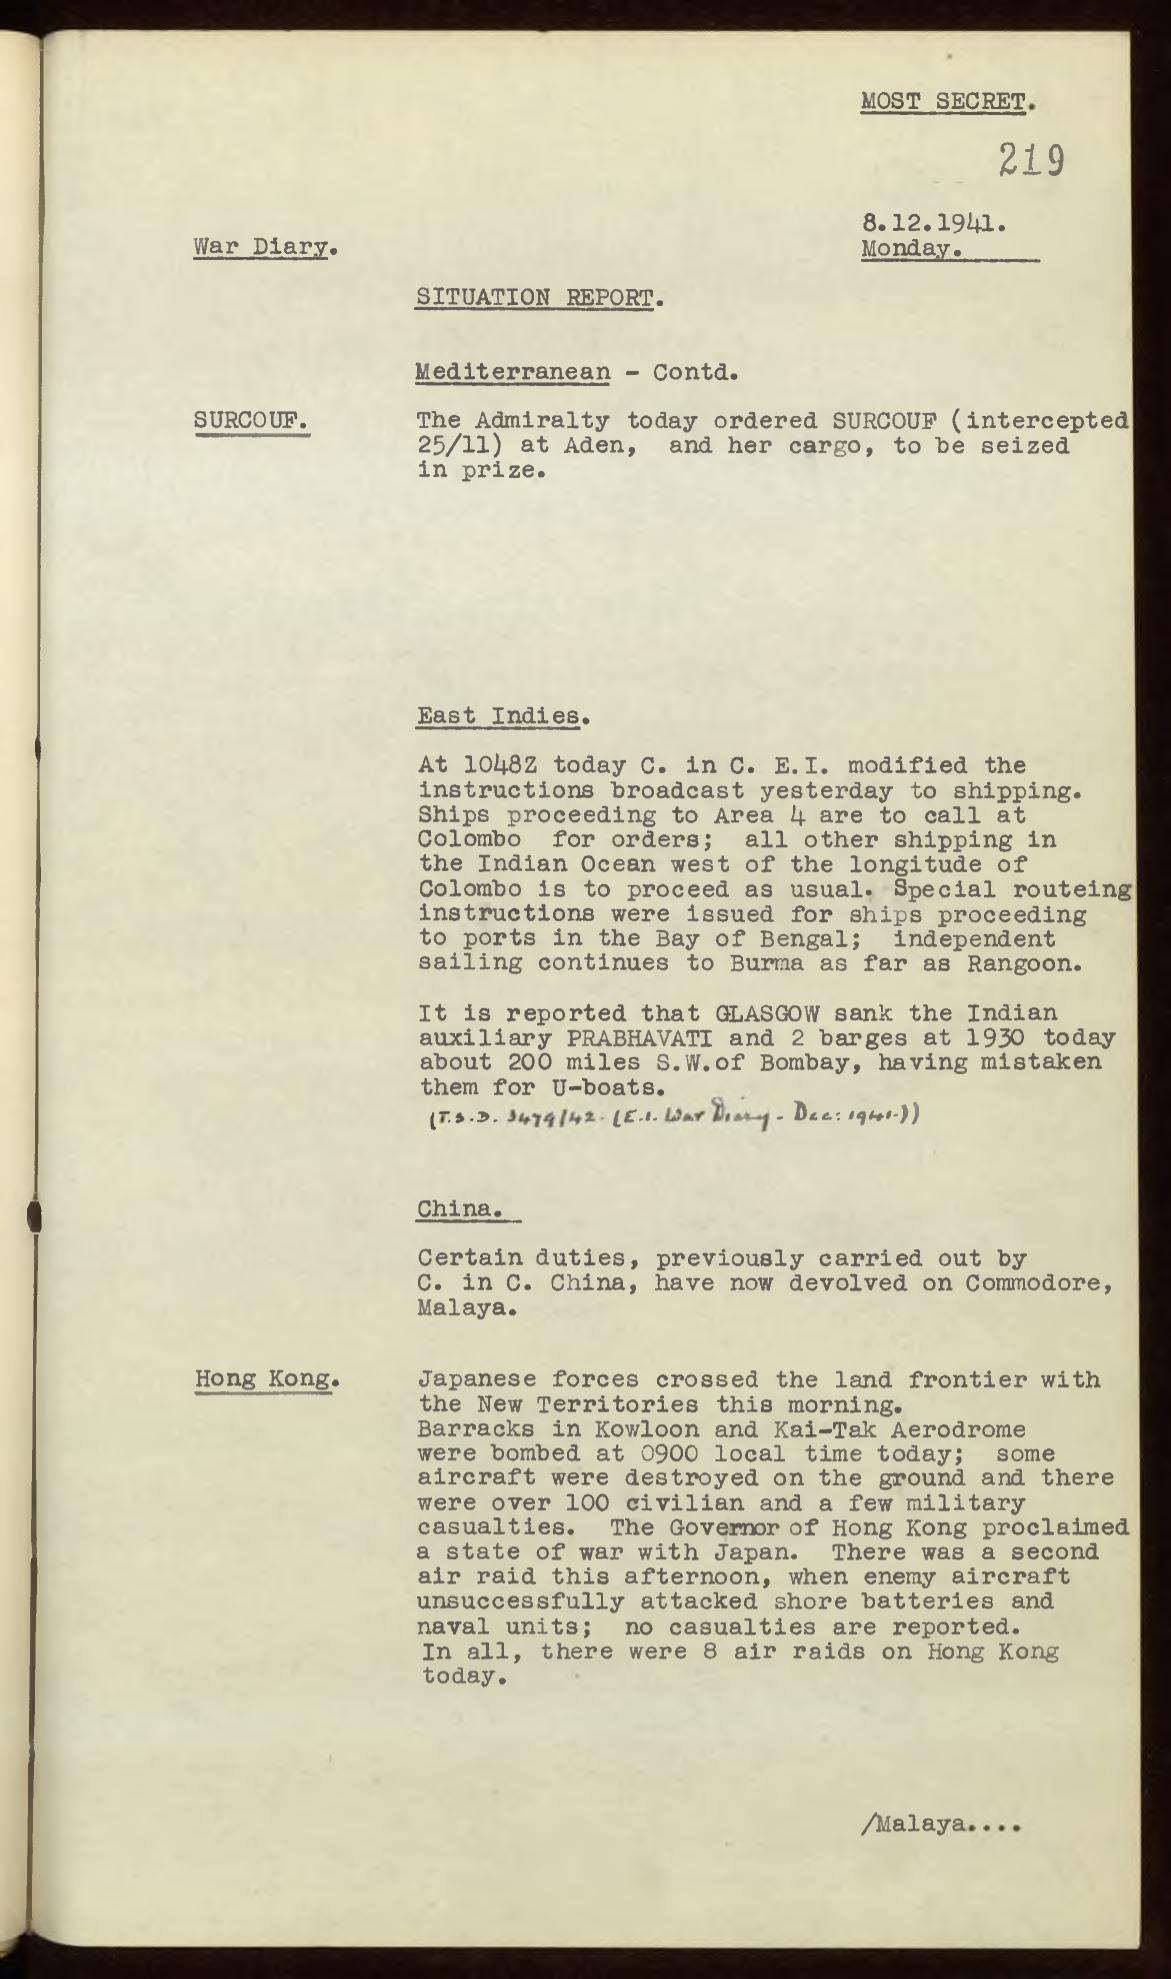 MOST SECRET.
219
8.12.1941.
War Diary.
Monday.
SITUATION REPORT.
Mediterranean - Contd.
SURCOUF.
The Admiralty today ordered SURCOUF (intercepted
25/11) at Aden, and her cargo, to be seized
in prize.
East Indies.
At 1048Z today C. in C. E.I. modified the
instructions broadcast yesterday to shipping.
Ships proceeding to Area 4 are to call at
Colombo for orders; all other shipping in
the Indian Ocean west of the longitude of
Colombo is to proceed as usual. Special routeing
instructions were issued for ships proceeding
to ports in the Bay of Bengal; independent
sailing continues to Burma as far as Rangoon.
It is reported that GLASGOW sank the Indian
auxiliary PRABHAVATI and 2 barges at 1930 today
about 200 miles S.W.of Bombay, having mistaken
them for U-boats.
(T.S.D. 3479/42. (E.I. War Diary - Dec: 1941.))
China.
Certain duties, previously carried out by
C. in C. China, have now devolved on Commodore,
Malaya.
Hong Kong.
Japanese forces crossed the land frontier with
the New Territories this morning.
Barracks in Kowloon and Kai-Tak Aerodrome
were bombed at 0900 local time today; some
aircraft were destroyed on the ground and there
were over 100 civilian and a few military
casualties. The Governor of Hong Kong proclaimed
a state of war with Japan. There was a second
air raid this afternoon, when enemy aircraft
unsuccessfully attacked shore batteries and
naval units; no casualties are reported.
In all, there were 8 air raids on Hong Kong
today.
/Malaya....